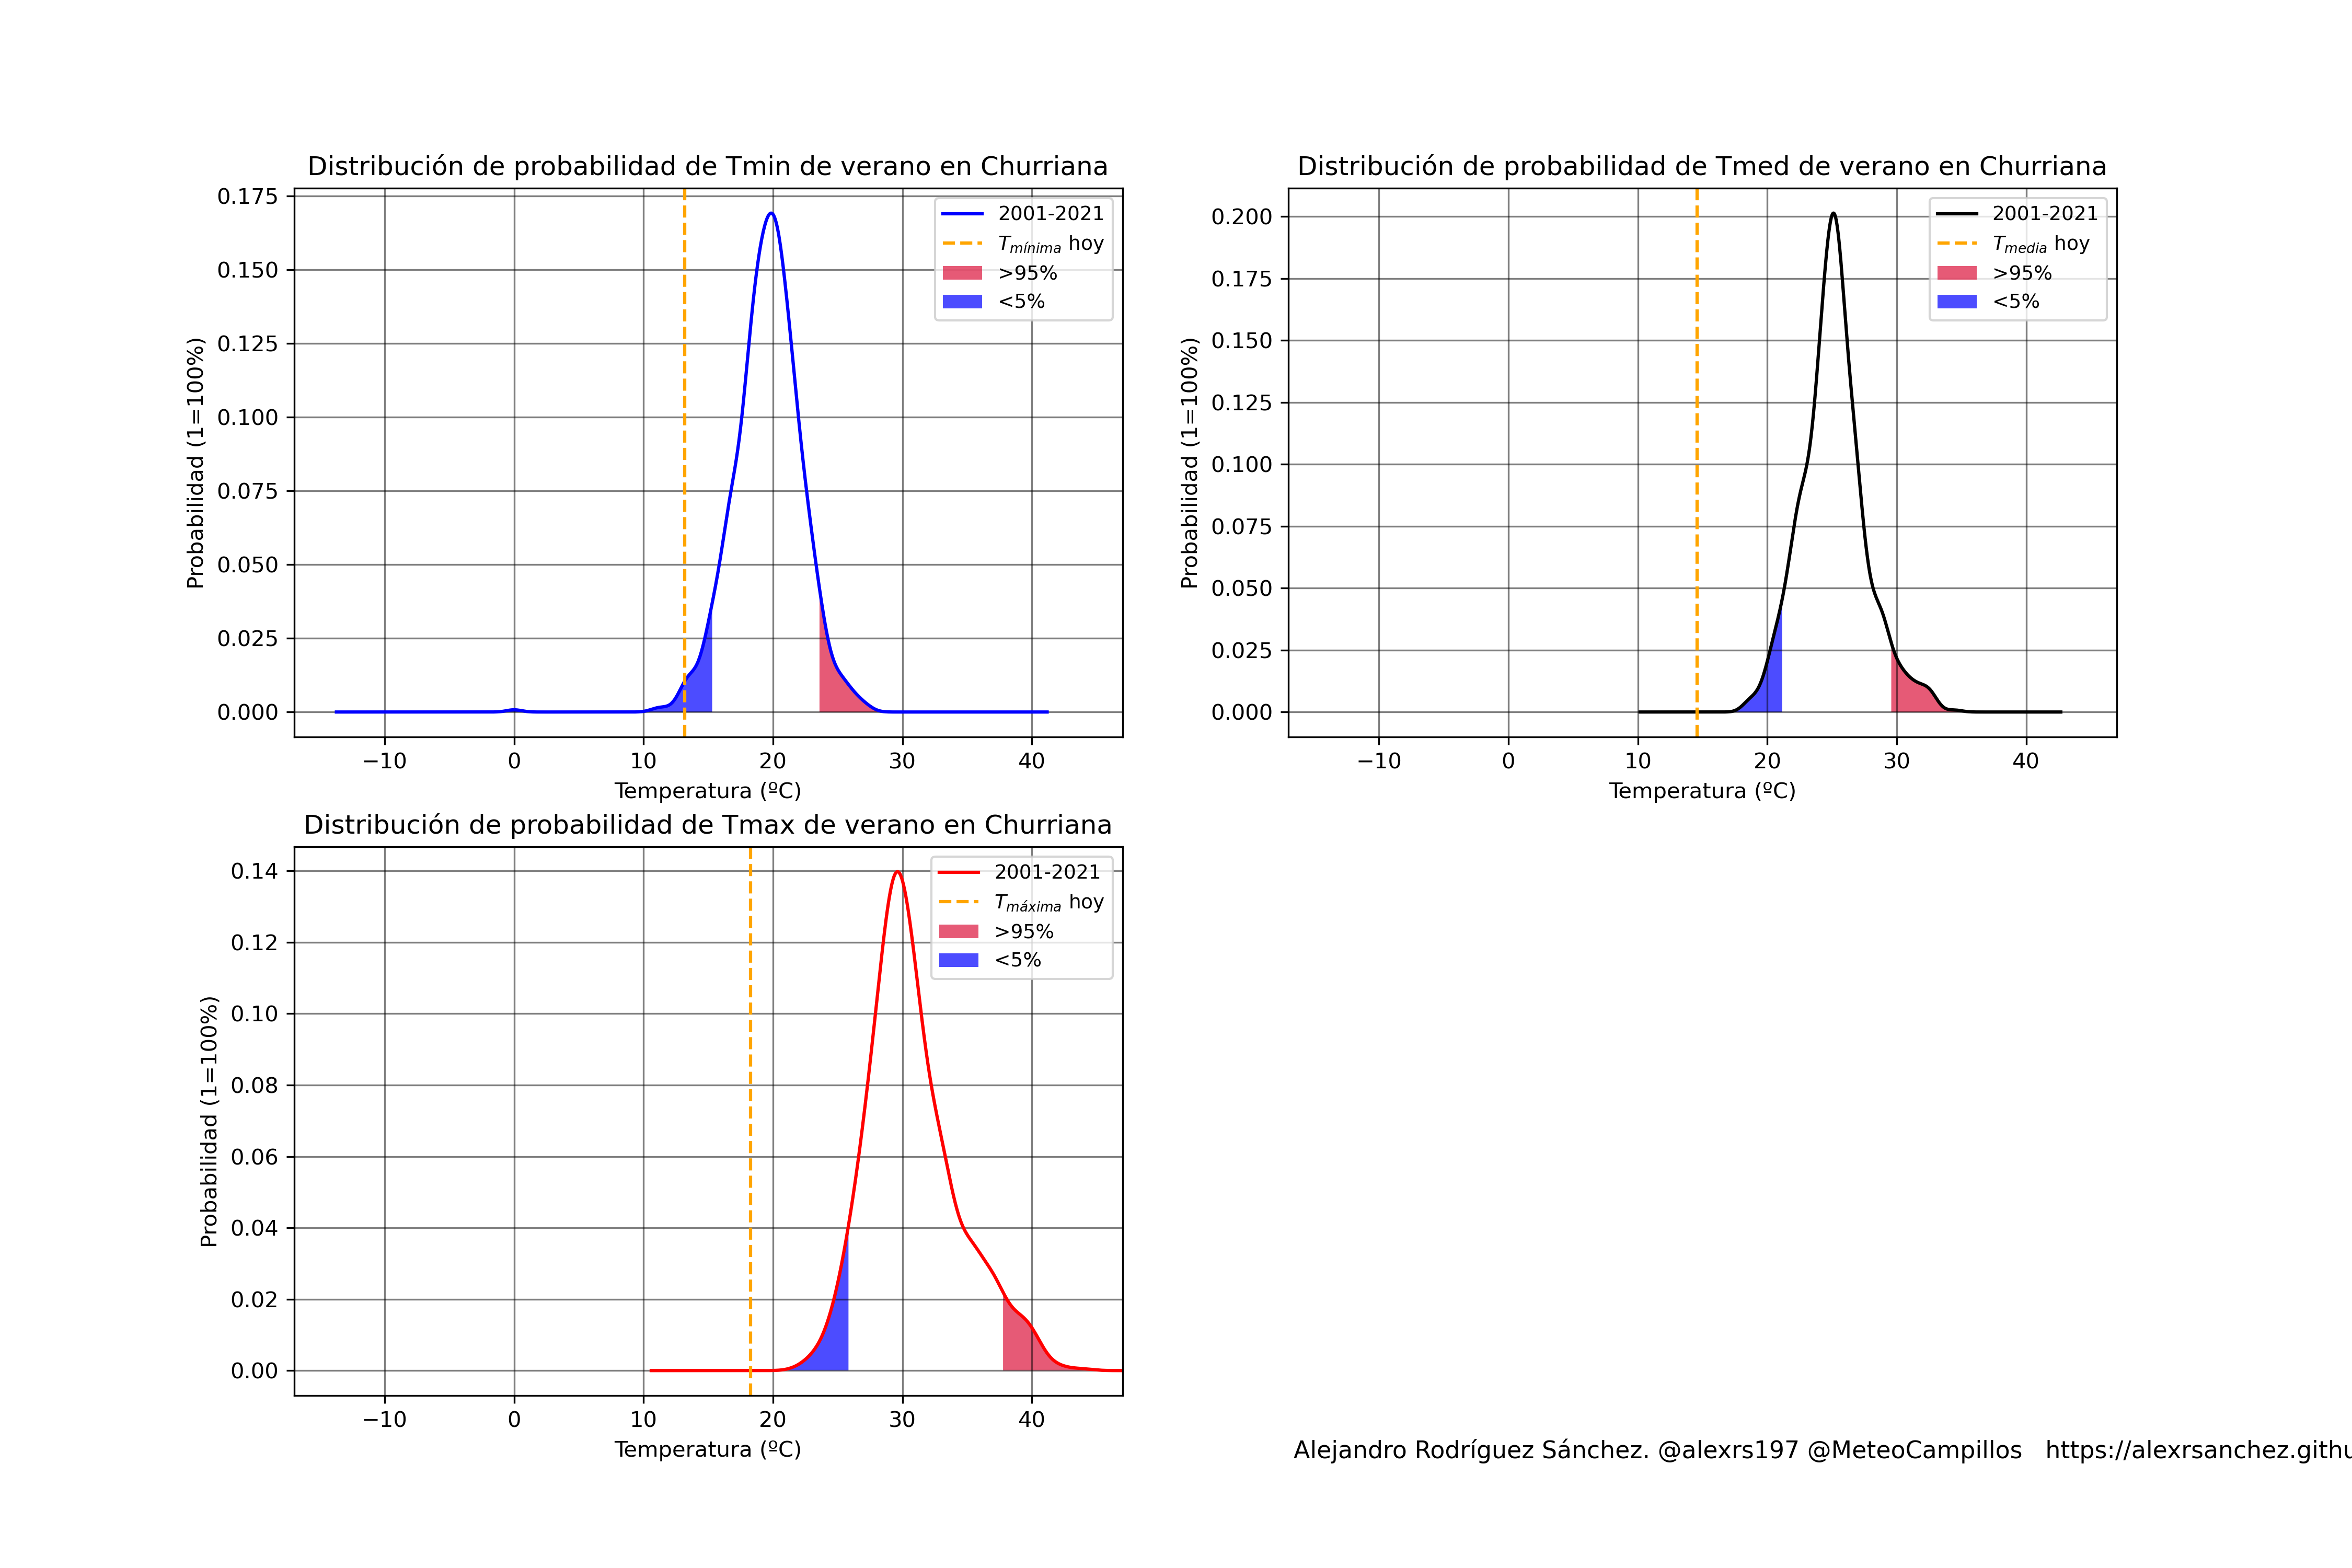 Distribución de probabilidad de Tmin de verano en Churriana
0.175
0.150
0.125
0.100
0.075
0.050
0.025
0.000
Probabilidad (1=100%)
2001-2021
Tmínima hoy
>95%
<5%
−10 0 10 20 30 40
Temperatura (ºC)
Distribución de probabilidad de Tmed de verano en Churriana
0.200
0.175
0.150
0.125
0.100
0.075
0.050
0.025
0.000
Probabilidad (1=100%)
2001-2021
Tmedia hoy
>95%
<5%
−10 0 10 20 30 40
Temperatura (ºC)
Distribución de probabilidad de Tmax de verano en Churriana
0.14
0.12
0.10
0.08
0.06
0.04
0.02
0.00
Probabilidad (1=100%)
2001-2021
Tmáxima hoy
>95%
<5%
−10 0 10 20 30 40
Temperatura (ºC)
Alejandro Rodríguez Sánchez. @alexrs197 @MeteoCampillos https://alexrsanchez.githu